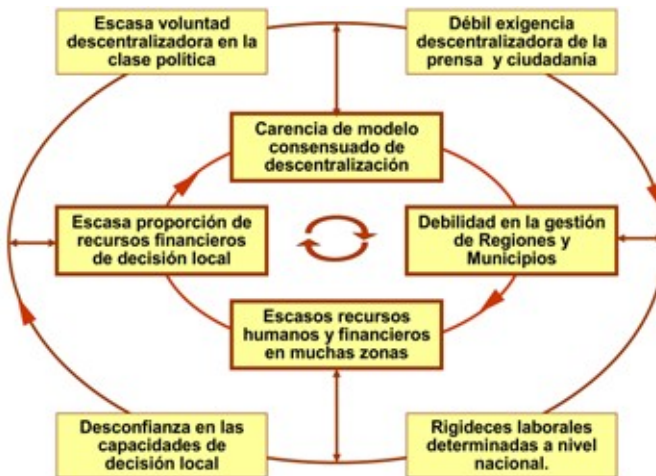 Escasa voluntad
descentralizadora en la
clase política
Débil exigencia
descentralizadora de la
prensa y ciudadanía
Carencia de modelo
consensuado de
descentralización
Escasa proporción de
recursos financieros
de decisión local
Debilidad en la gestión
de Regiones y
Municipios
Escasos recursos
humanos y financieros
en muchas zonas
Desconfianza en las
capacidades de
decisión local
Rigideces laborales
determinadas a nivel
nacional.